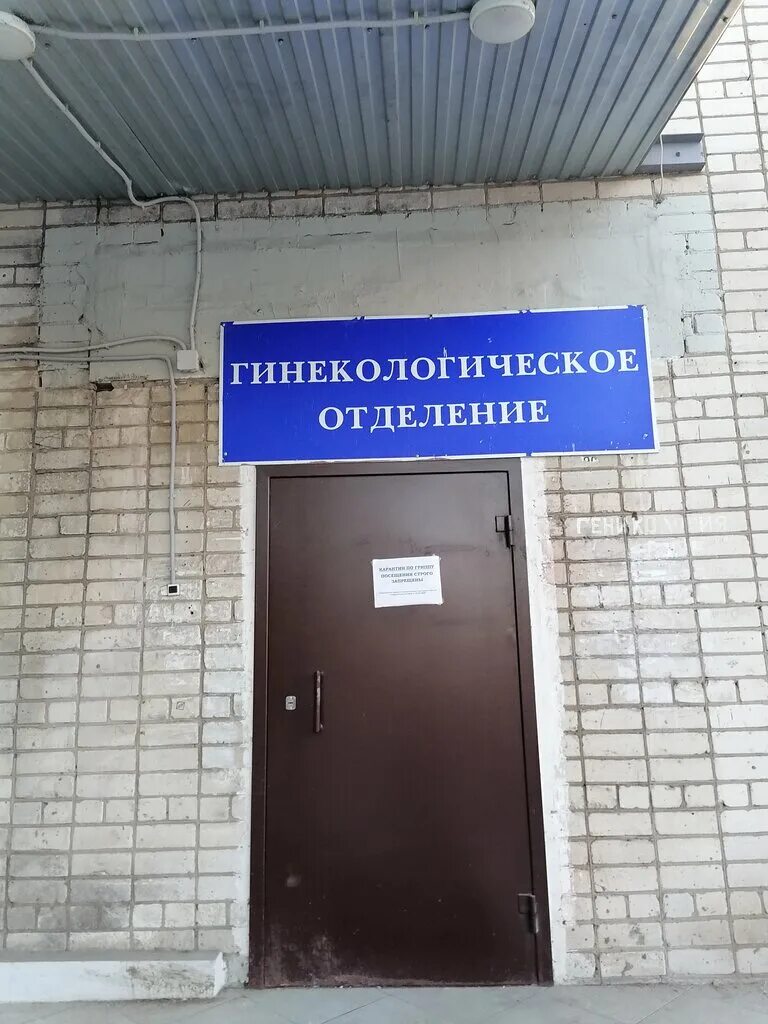 ГИНЕКОЛОГИЧЕСКОЕ
ОТДЕЛЕНИЕ
КАРАНТИН ПО ГРИППУ
ПОСЕЩЕНИЯ СТРОГО
ЗАПРЕЩЕНЫ